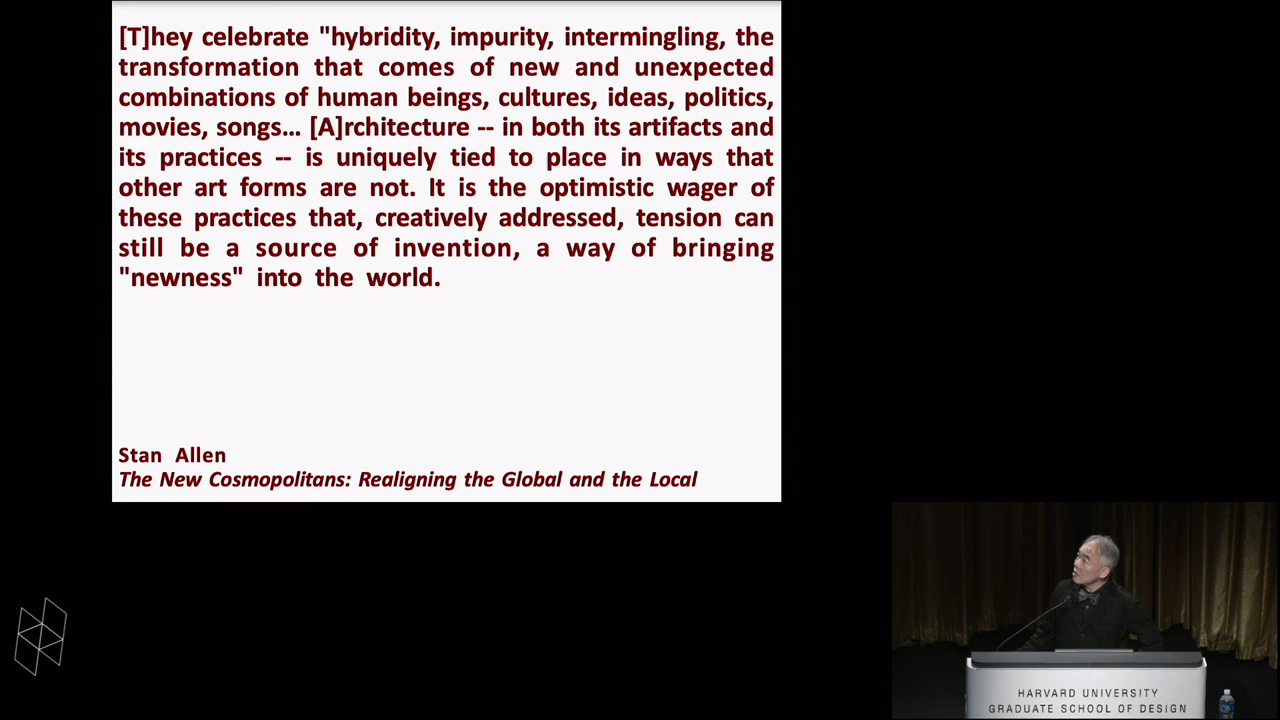 [T]hey celebrate "hybridity, impurity, intermingling, the
transformation that comes of new and unexpected
combinations of human beings, cultures, ideas, politics,
movies, songs... [A]rchitecture -- in both its artifacts and
its practices -- is uniquely tied to place in ways that
other art forms are not. It is the optimistic wager of
these practices that, creatively addressed, tension can
still be a source of invention, a way of bringing
"newness" into the world.
Stan Allen
The New Cosmopolitans: Realigning the Global and the Local
HARVARD UNIVERSITY
GRADUATE SCHOOL OF DESIGN